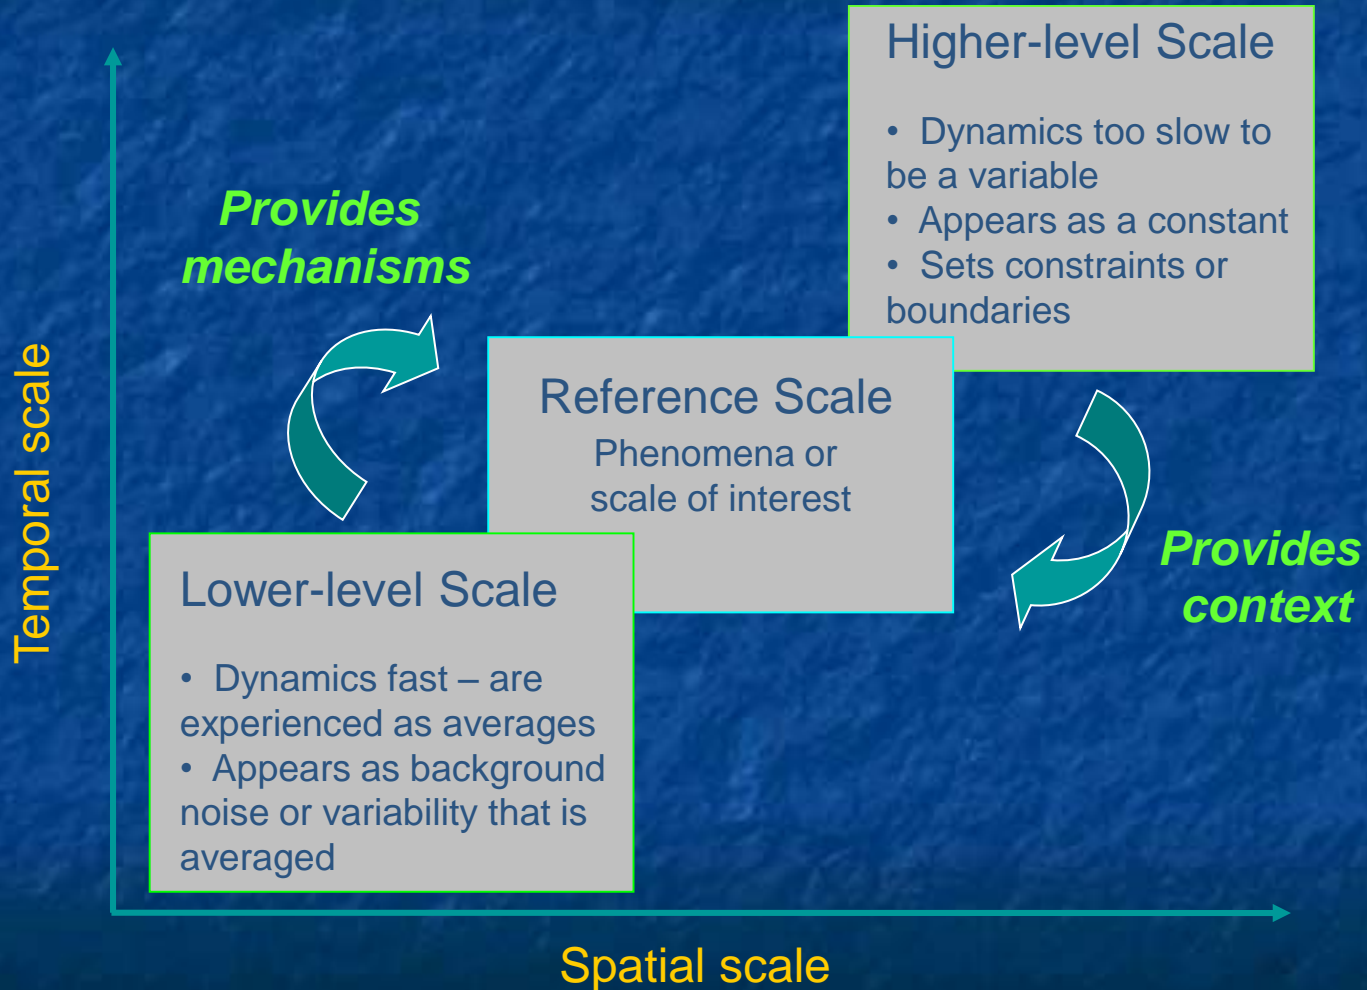 Higher-level Scale
• Dynamics too slow to
be a variable
• Appears as a constant
• Sets constraints or
boundaries
Provides
mechanisms
Reference Scale
Phenomena or
scale of interest
Temporal scale
Provides
context
Lower-level Scale
• Dynamics fast – are
experienced as averages
• Appears as background
noise or variability that is
averaged
Spatial scale